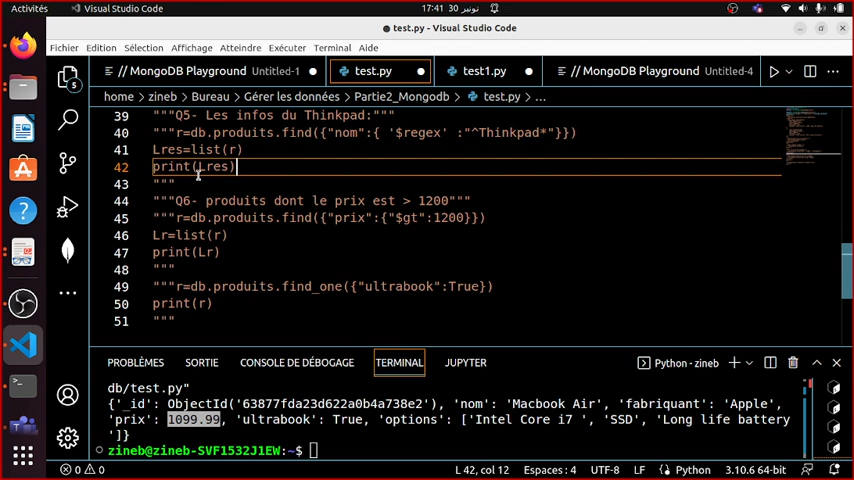 Activités
Visual Studio Code
17:41 30 نونبر
● test.py - Visual Studio Code
Fichier Edition Sélection Affichage Atteindre Exécuter Terminal Aide
// MongoDB Playground Untitled-1 ● test.py ● test1.py ● // MongoDB Playground Untitled-4
home > zineb > Bureau > Gérer les données > Partie2_Mongodb > test.py > ...
39 """Q5- Les infos du Thinkpad:"""
40 """r=db.produits.find({"nom":{ '$regex' :"^Thinkpad*"}})
41 Lres=list(r)
42 print(Lres)
43 """
44 """Q6- produits dont le prix est > 1200"""
45 """r=db.produits.find({"prix":{"$gt":1200}})
46 Lr=list(r)
47 print(Lr)
48 """
49 """r=db.produits.find_one({"ultrabook":True})
50 print(r)
51 """
5
PROBLÈMES SORTIE CONSOLE DE DÉBOGAGE TERMINAL JUPYTER Python - zineb
db/test.py"
{'_id': ObjectId('63877fda23d622a0b4a738e2'), 'nom': 'Macbook Air', 'fabriquant': 'Apple',
'prix': 1099.99, 'ultrabook': True, 'options': ['Intel Core i7 ', 'SSD', 'Long life battery
']}
zineb@zineb-SVF1532J1EW:~$
0 0 L 42, col 12 Espaces : 4 UTF-8 LF Python 3.10.6 64-bit